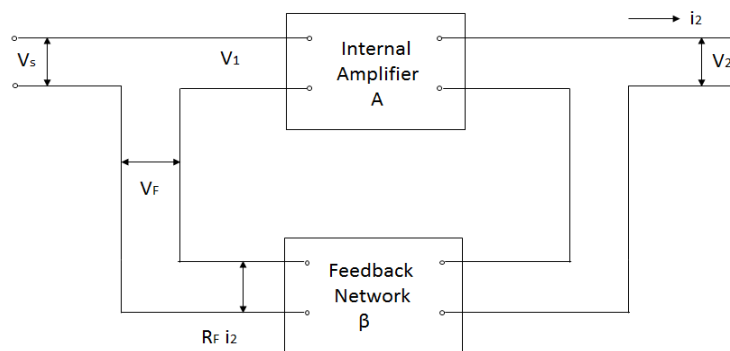 i2
Vs
V1
Internal
Amplifier
A
V2
VF
Feedback
Network
β
RF i2